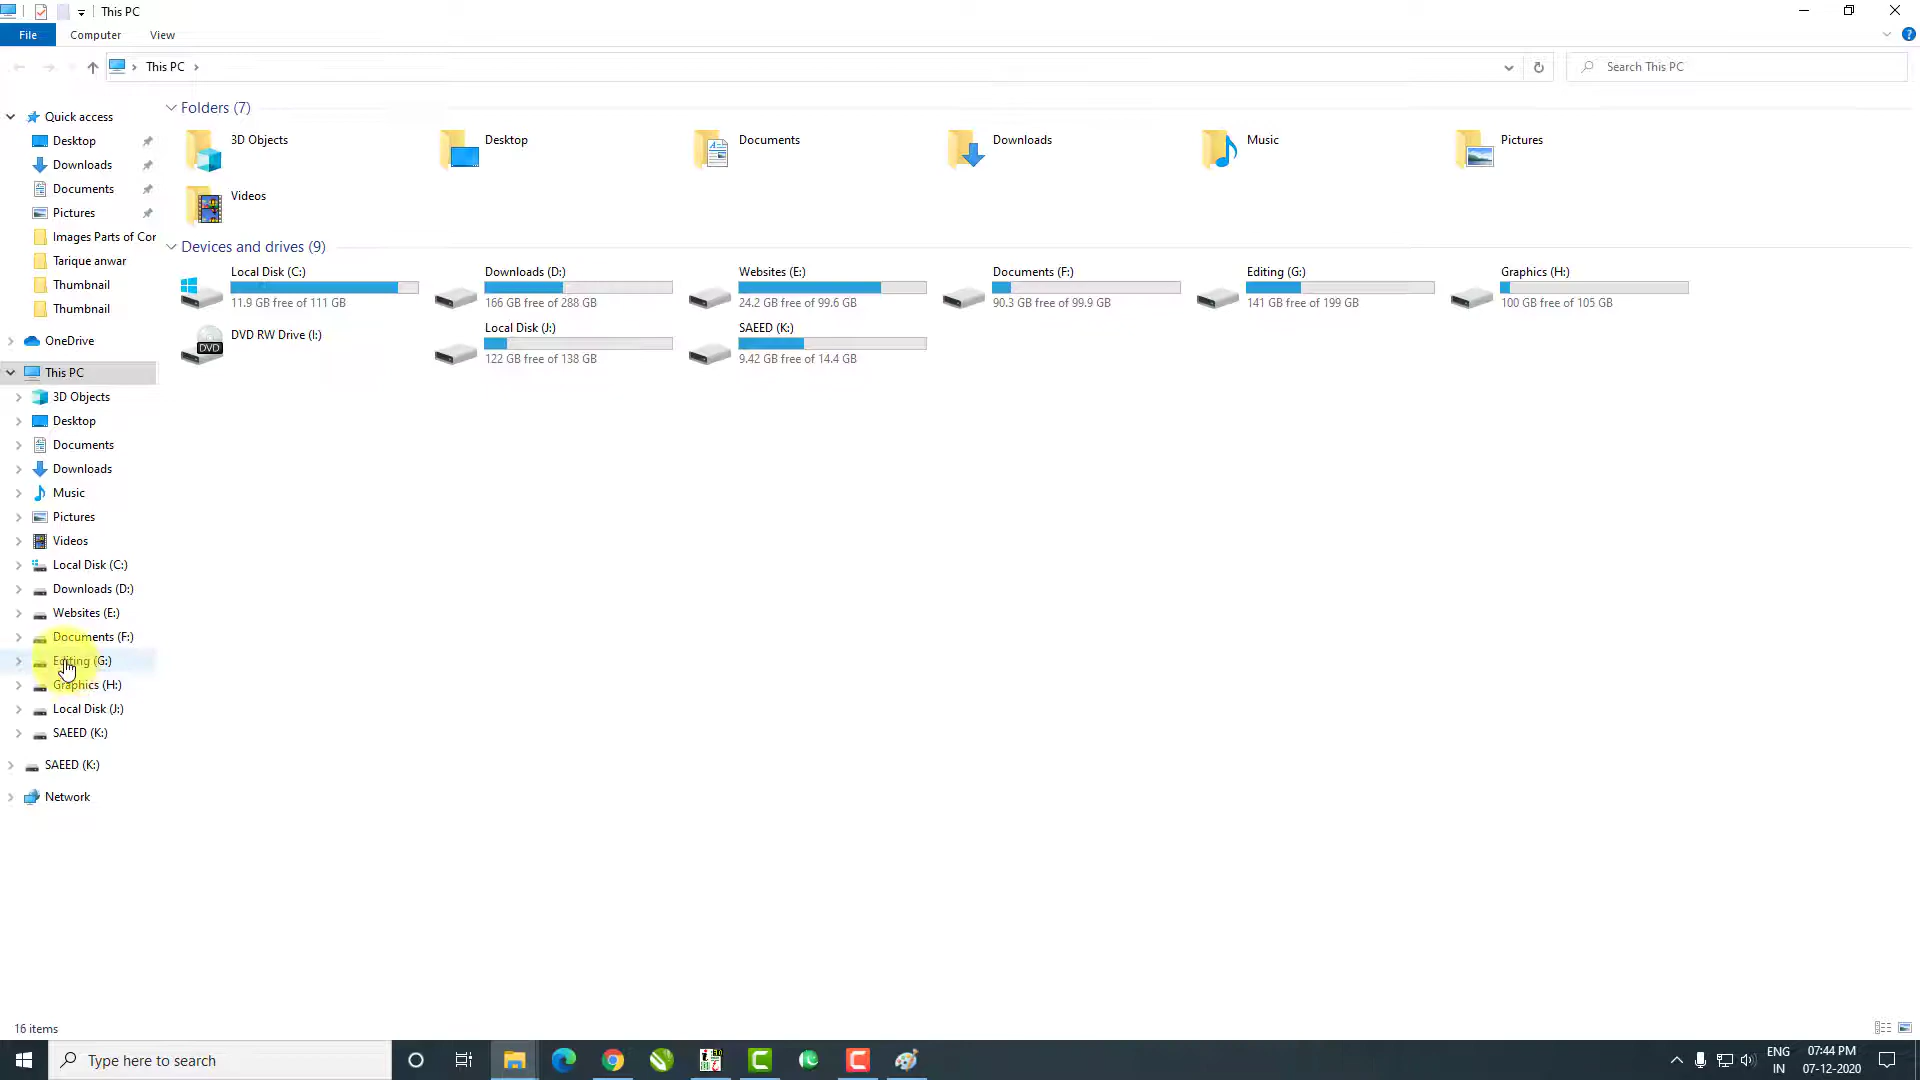 This PC
File
Computer
View
This PC
Search This PC
Quick access
Desktop
Downloads
Documents
Pictures
Images Parts of Cor
Tarique anwar
Thumbnail
Thumbnail
OneDrive
This PC
3D Objects
Desktop
Documents
Downloads
Music
Pictures
Videos
Local Disk (C:)
Downloads (D:)
Websites (E:)
Documents (F:)
Editing (G:)
Graphics (H:)
Local Disk (J:)
SAEED (K:)
SAEED (K:)
Network
Folders (7)
3D Objects
Desktop
Documents
Downloads
Music
Pictures
Videos
Devices and drives (9)
Local Disk (C:)
11.9 GB free of 111 GB
Downloads (D:)
166 GB free of 288 GB
Websites (E:)
24.2 GB free of 99.6 GB
Documents (F:)
90.3 GB free of 99.9 GB
Editing (G:)
141 GB free of 199 GB
Graphics (H:)
100 GB free of 105 GB
DVD RW Drive (I:)
DVD
Local Disk (J:)
122 GB free of 138 GB
SAEED (K:)
9.42 GB free of 14.4 GB
16 items
Type here to search
ENG
IN
07:44 PM
07-12-2020